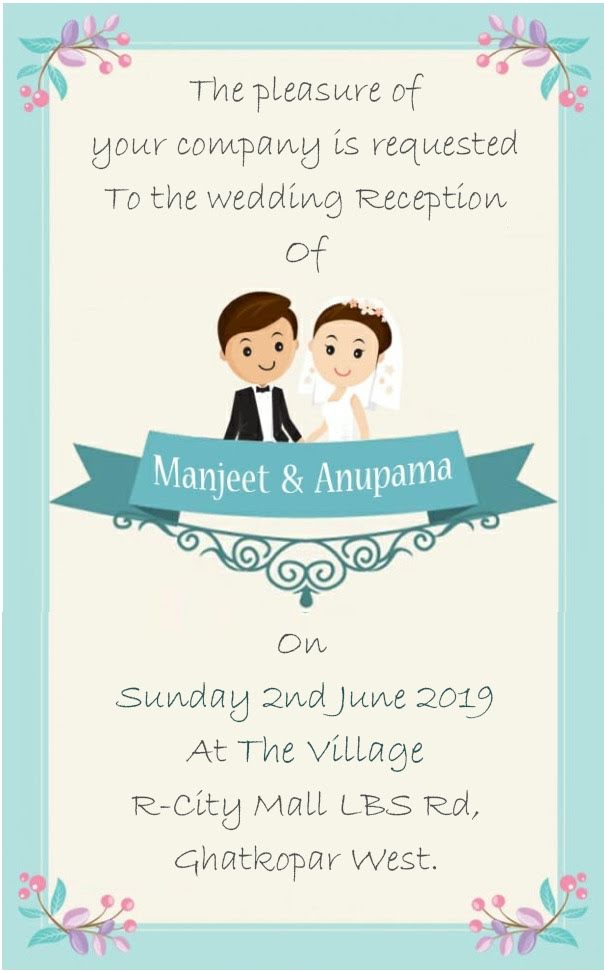 The pleasure of
your company is requested
To the wedding Reception
Of
Manjeet & Anupama
On
Sunday 2nd June 2019
At The Village
R-City Mall LBS Rd,
Ghatkopar West.